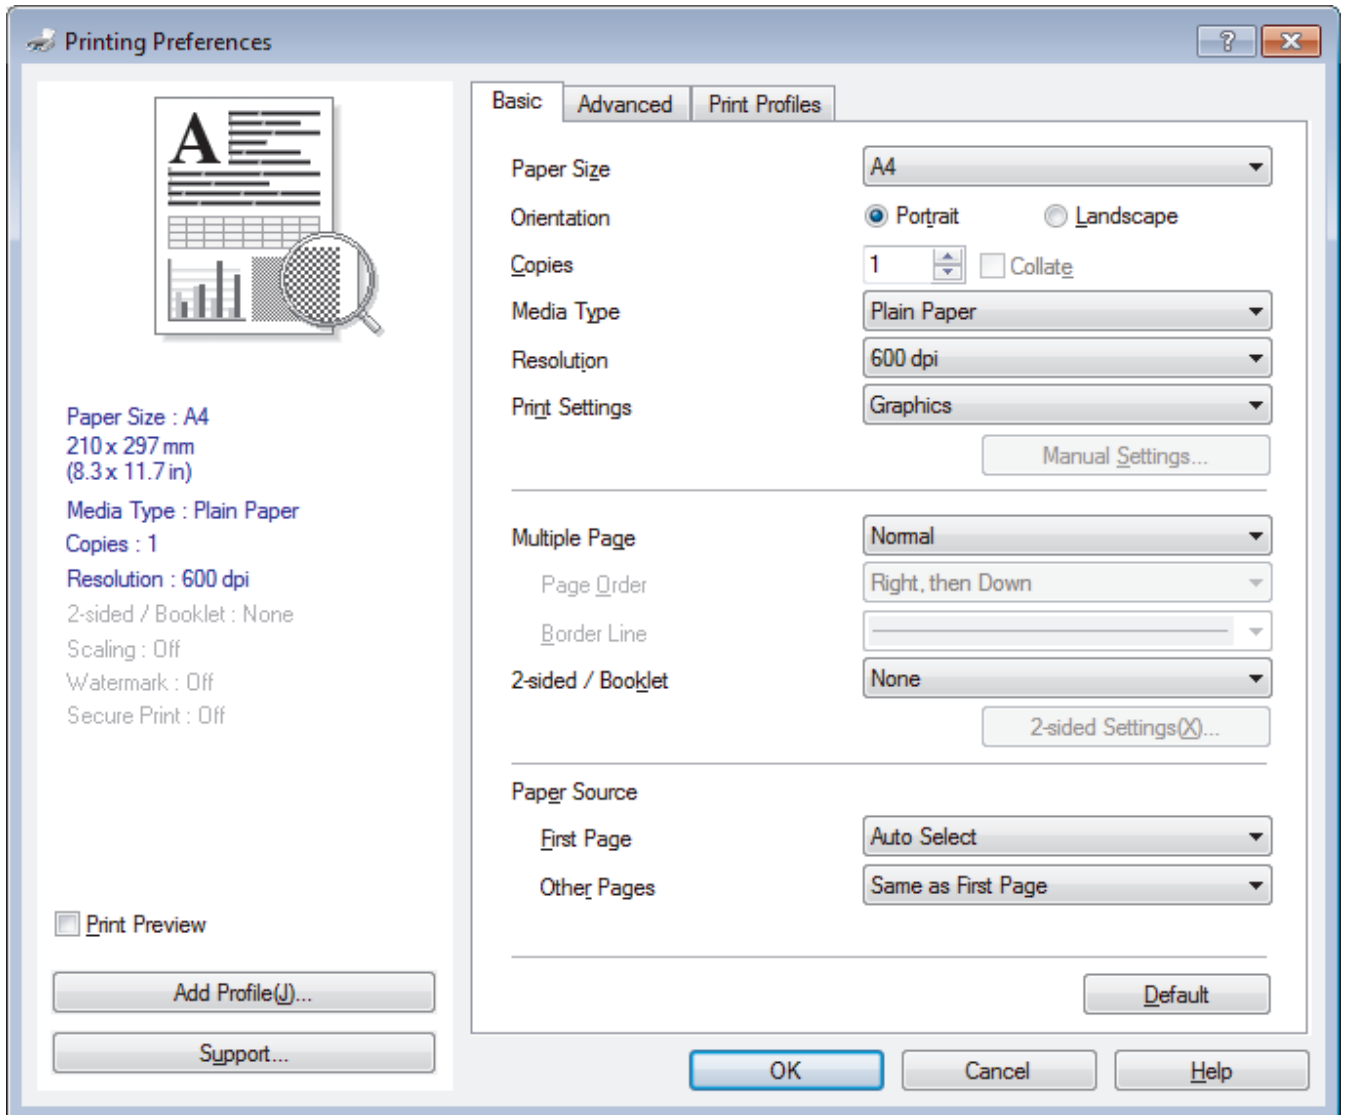 Printing Preferences
A
Paper Size : A4
210 x 297 mm
(8.3 x 11.7 in)
Media Type : Plain Paper
Copies : 1
Resolution : 600 dpi
2-sided / Booklet : None
Scaling : Off
Watermark : Off
Secure Print : Off
Print Preview
Add Profile(J)...
Support...
Basic Advanced Print Profiles
Paper Size A4
Orientation Portrait Landscape
Copies 1 Collate
Media Type Plain Paper
Resolution 600 dpi
Print Settings Graphics
Manual Settings...
Multiple Page Normal
Page Order Right, then Down
Border Line
2-sided / Booklet None
2-sided Settings(X)...
Paper Source
First Page Auto Select
Other Pages Same as First Page
Default
OK Cancel Help